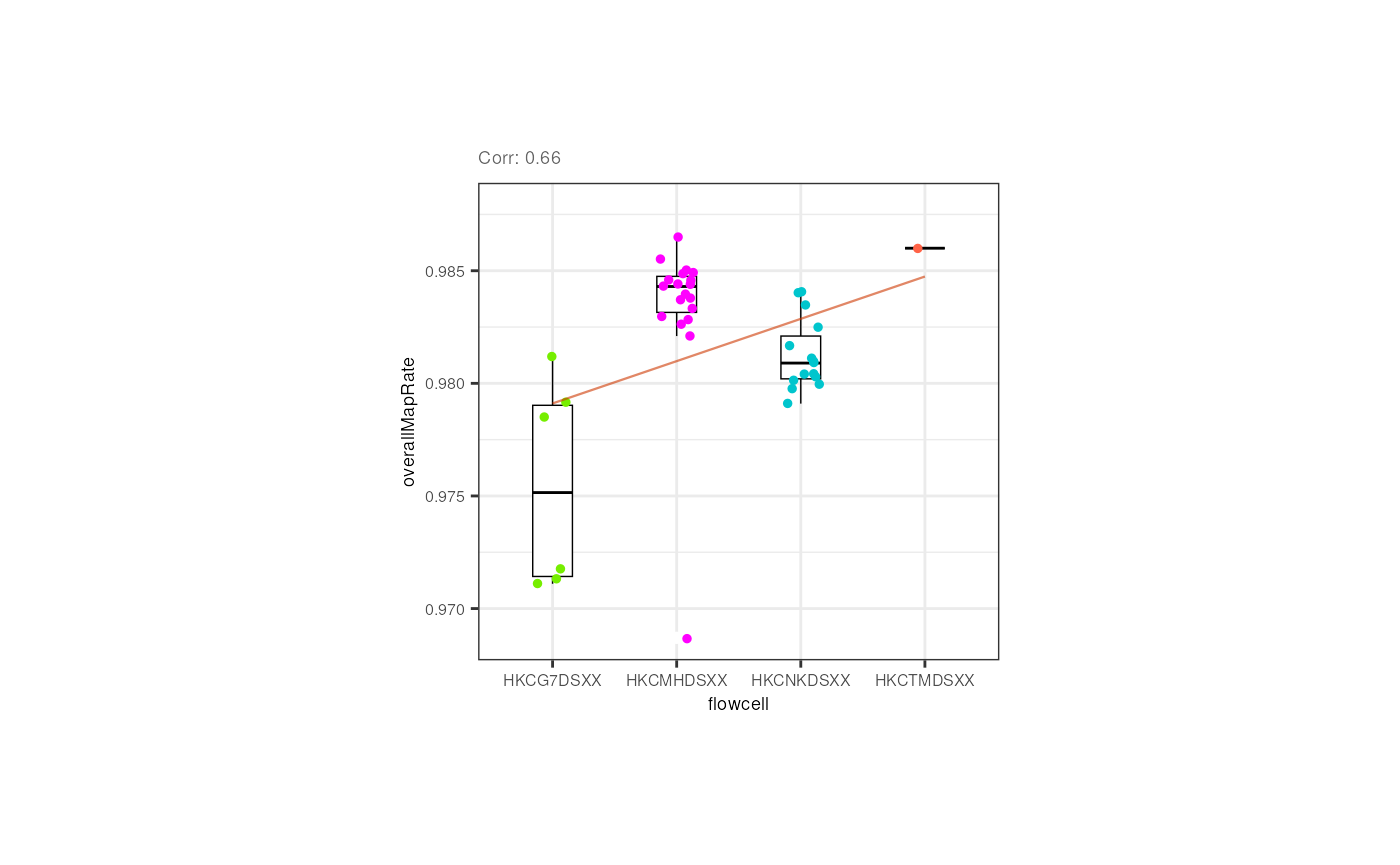 Corr: 0.66
overallMapRate
0.985
0.980
0.975
0.970
HKCG7DSXX HKCMHDSXX HKCNKDSXX HKCTMDSXX
flowcell